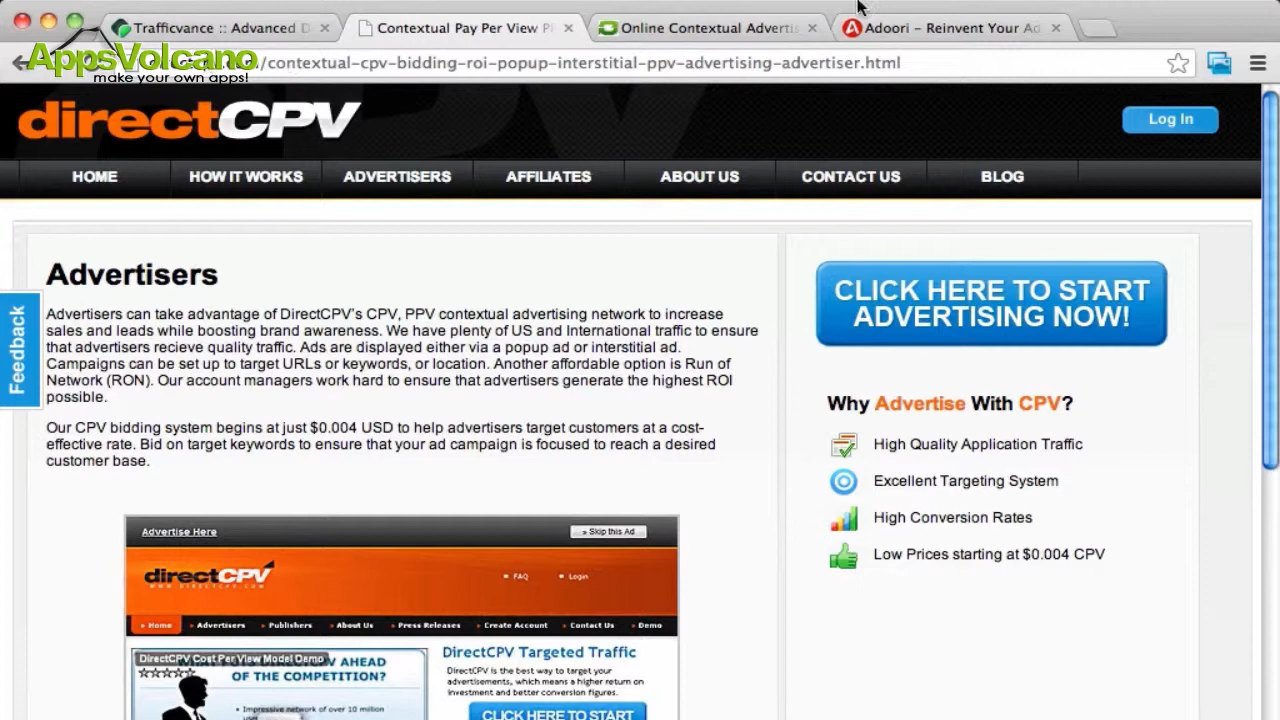 Trafficvance :: Advanced D
Contextual Pay Per View P
Online Contextual Advertis
Adoori – Reinvent Your Ad
AppsVolcano
make your own apps!
/contextual-cpv-bidding-roi-popup-interstitial-ppv-advertising-advertiser.html
directCPV
Log In
HOME
HOW IT WORKS
ADVERTISERS
AFFILIATES
ABOUT US
CONTACT US
BLOG
Feedback
Advertisers
Advertisers can take advantage of DirectCPV's CPV, PPV contextual advertising network to increase
sales and leads while boosting brand awareness. We have plenty of US and International traffic to ensure
that advertisers recieve quality traffic. Ads are displayed either via a popup ad or interstitial ad.
Campaigns can be set up to target URLs or keywords, or location. Another affordable option is Run of
Network (RON). Our account managers work hard to ensure that advertisers generate the highest ROI
possible.
Our CPV bidding system begins at just $0.004 USD to help advertisers target customers at a cost-
effective rate. Bid on target keywords to ensure that your ad campaign is focused to reach a desired
customer base.
Advertise Here
» Skip this Ad
directCPV
WWW.DIRECTCPV.COM
FAQ
Login
Home
Advertisers
Publishers
About Us
Press Releases
Create Account
Contact Us
Demo
DirectCPV Cost Per View Model Demo
AHEAD
OF THE COMPETITION?
• Impressive network of over 10 million
DirectCPV Targeted Traffic
DirectCPV is the best way to target your
advertisements, which means a higher return on
investment and better conversion figures.
CLICK HERE TO START
CLICK HERE TO START
ADVERTISING NOW!
Why Advertise With CPV?
High Quality Application Traffic
Excellent Targeting System
High Conversion Rates
Low Prices starting at $0.004 CPV